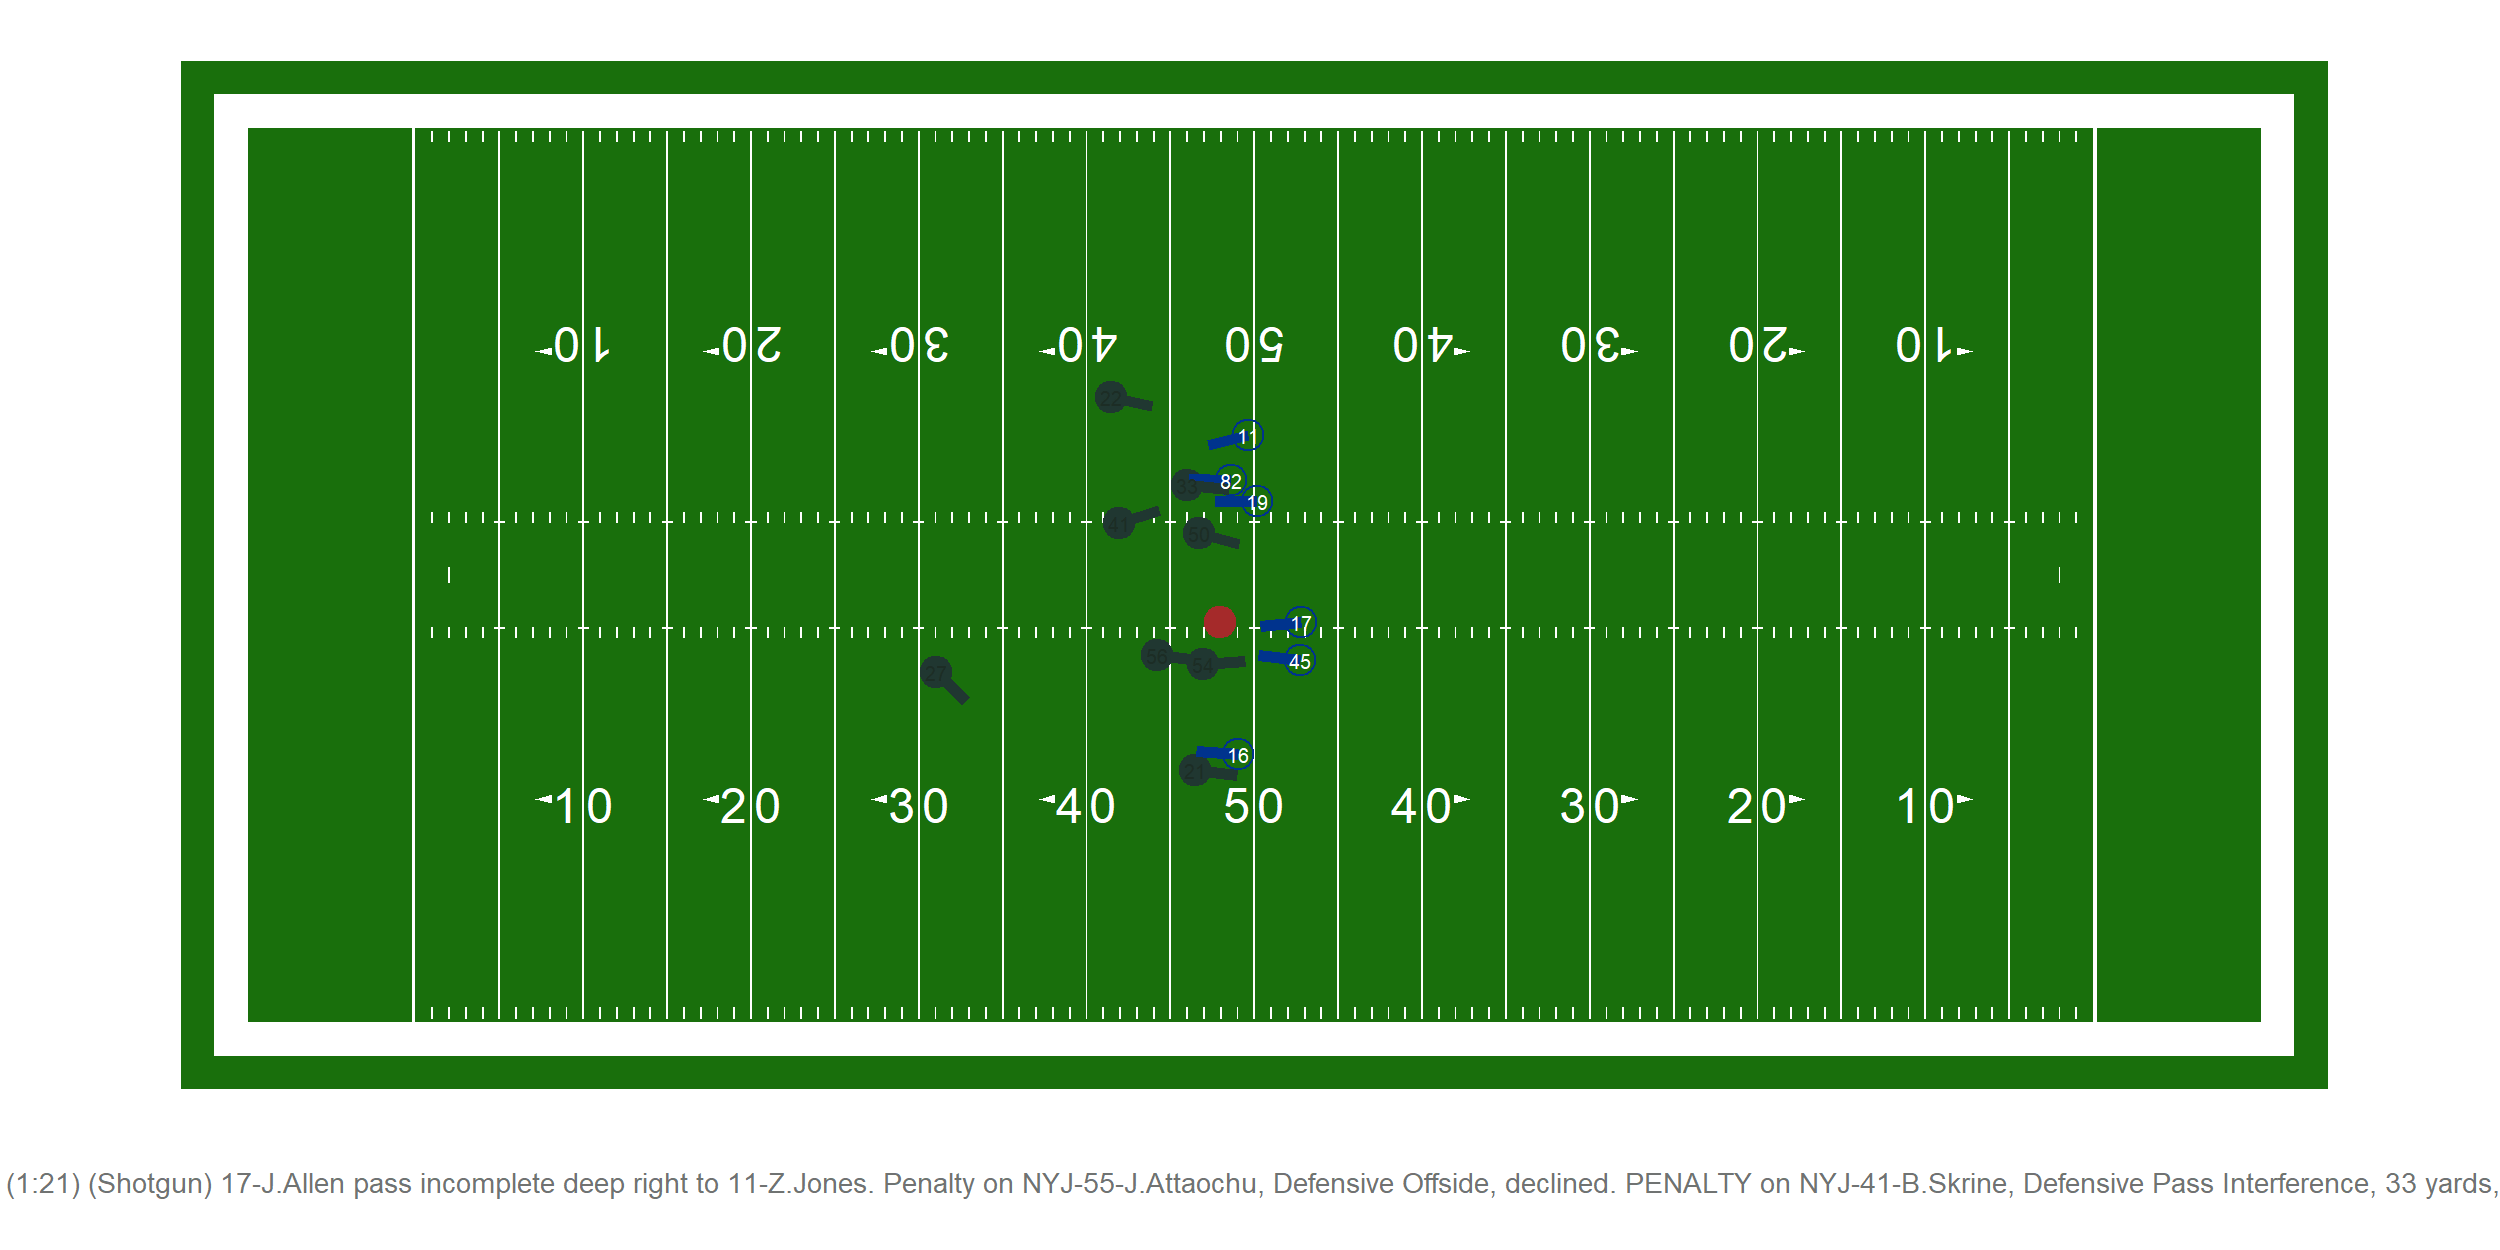 10 20 30 40 50 40 30 20 10
22
11
33 82
19
41
50
17
56 54 45
27
16
21
10 20 30 40 50 40 30 20 10
(1:21) (Shotgun) 17-J.Allen pass incomplete deep right to 11-Z.Jones. Penalty on NYJ-55-J.Attaochu, Defensive Offside, declined. PENALTY on NYJ-41-B.Skrine, Defensive Pass Interference, 33 yards,